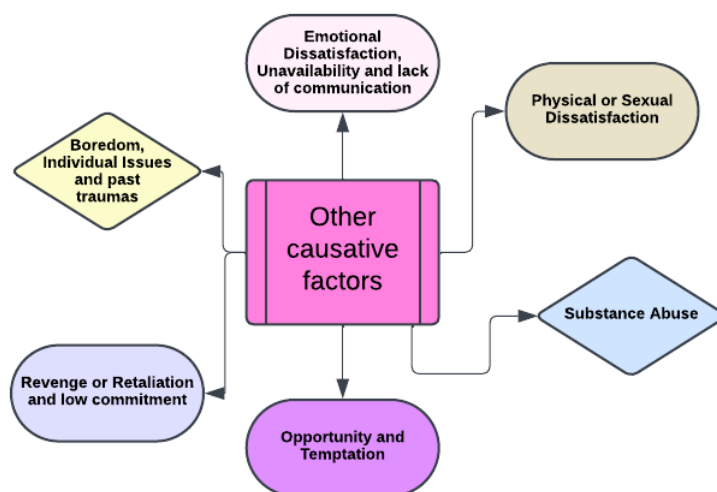 Emotional
Dissatisfaction,
Unavailability and lack
of communication
Physical or Sexual
Dissatisfaction
Boredom,
Individual Issues
and past
traumas
Other
causative
factors
Substance Abuse
Revenge or Retaliation
and low commitment
Opportunity and
Temptation